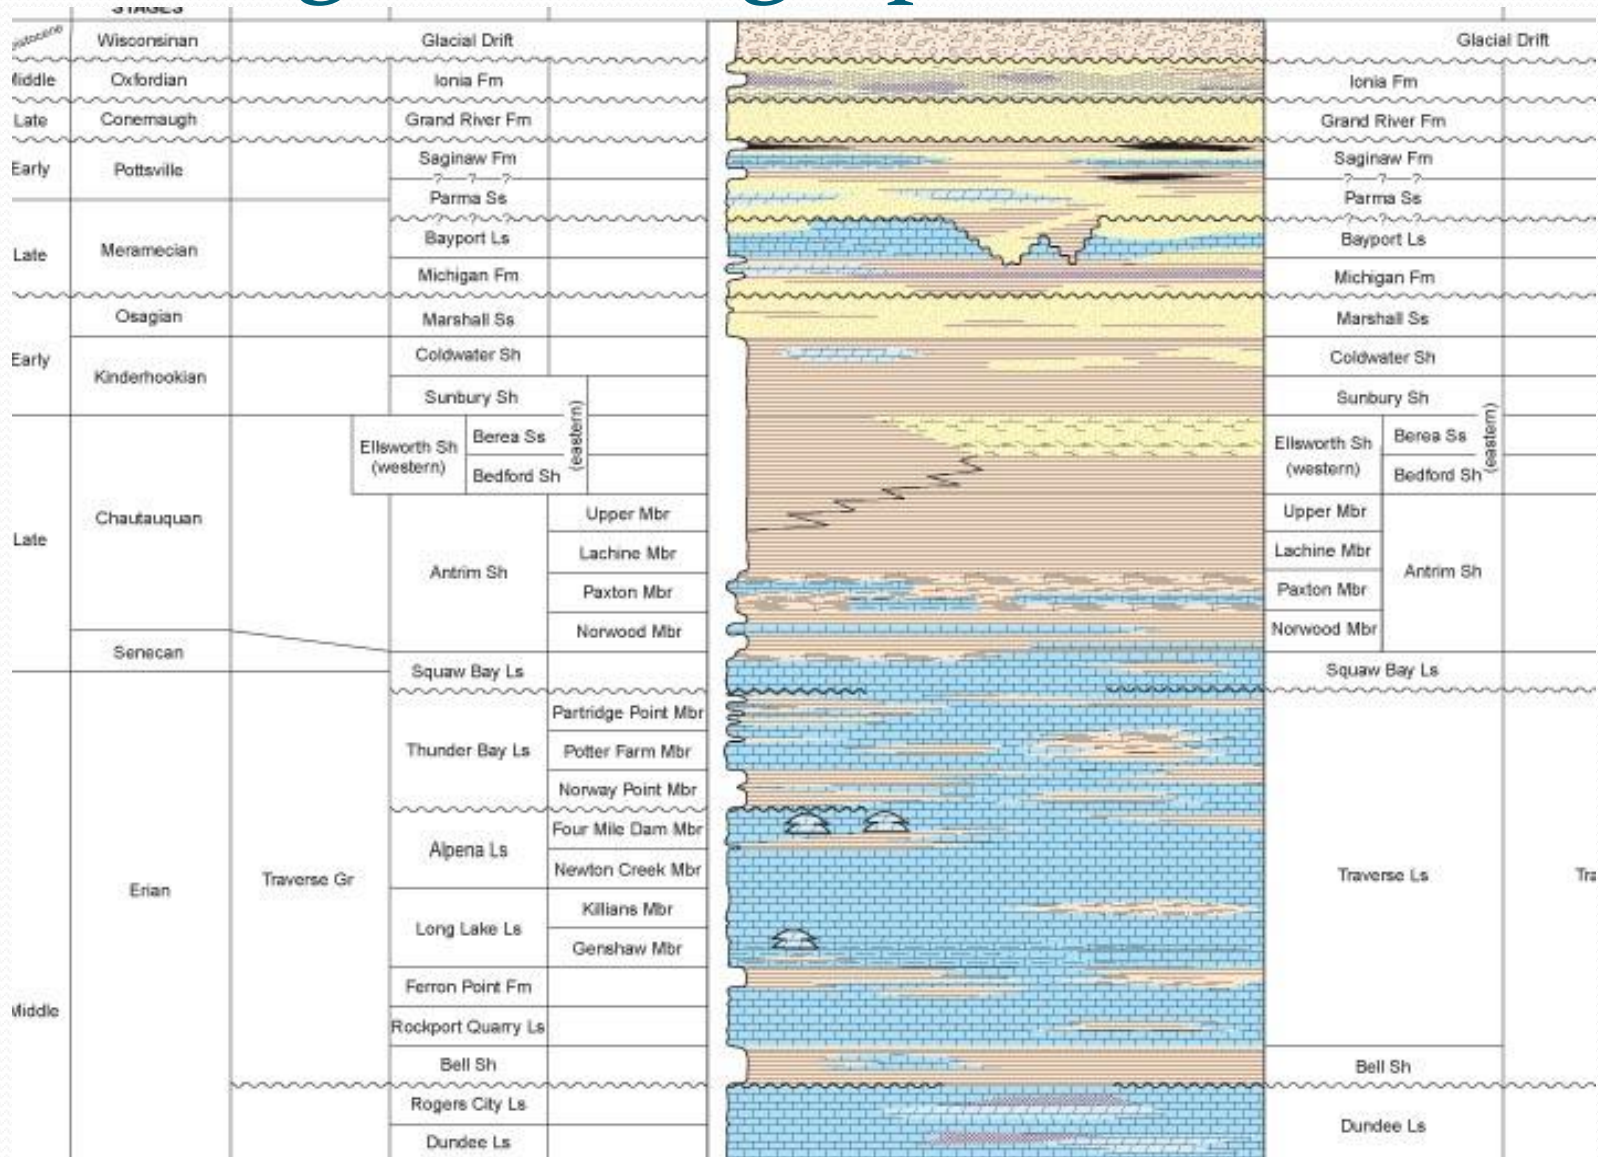 STAGES
Wisconsinan Glacial Drift Glacial Drift
Middle Oxfordian Ionia Fm Ionia Fm
Late Conemaugh Grand River Fm Grand River Fm
Early Pottsville Saginaw Fm Saginaw Fm
? ? ? ? ? ?
Parma Ss Parma Ss
? ? ? ? ? ?
Late Meramecian Bayport Ls Bayport Ls
Michigan Fm Michigan Fm
Osagian Marshall Ss Marshall Ss
Early Kinderhookian Coldwater Sh Coldwater Sh
Sunbury Sh Sunbury Sh
Ellsworth Sh Berea Ss (eastern) Ellsworth Sh Berea Ss (eastern)
(western) Bedford Sh (western) Bedford Sh
Late Chautauquan Antrim Sh Upper Mbr Upper Mbr Antrim Sh
Lachine Mbr Lachine Mbr
Paxton Mbr Paxton Mbr
Norwood Mbr Norwood Mbr
Senecan
Squaw Bay Ls Squaw Bay Ls
Thunder Bay Ls Partridge Point Mbr
Potter Farm Mbr
Norway Point Mbr
Alpena Ls Four Mile Dam Mbr
Newton Creek Mbr
Erian Traverse Gr Traverse Ls Tra
Long Lake Ls Killians Mbr
Genshaw Mbr
Ferron Point Fm
Middle
Rockport Quarry Ls
Bell Sh Bell Sh
Rogers City Ls
Dundee Ls Dundee Ls